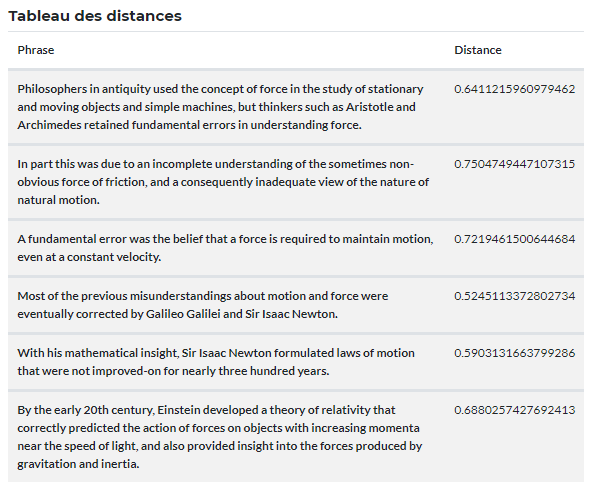 Tableau des distances
Phrase Distance
Philosophers in antiquity used the concept of force in the study of stationary 0.6411215960979462
and moving objects and simple machines, but thinkers such as Aristotle and
Archimedes retained fundamental errors in understanding force.
In part this was due to an incomplete understanding of the sometimes non- 0.7504749447107315
obvious force of friction, and a consequently inadequate view of the nature of
natural motion.
A fundamental error was the belief that a force is required to maintain motion, 0.7219461500644684
even at a constant velocity.
Most of the previous misunderstandings about motion and force were 0.5245113372802734
eventually corrected by Galileo Galilei and Sir Isaac Newton.
With his mathematical insight, Sir Isaac Newton formulated laws of motion 0.5903131663799286
that were not improved-on for nearly three hundred years.
By the early 20th century, Einstein developed a theory of relativity that 0.6880257427692413
correctly predicted the action of forces on objects with increasing momenta
near the speed of light, and also provided insight into the forces produced by
gravitation and inertia.